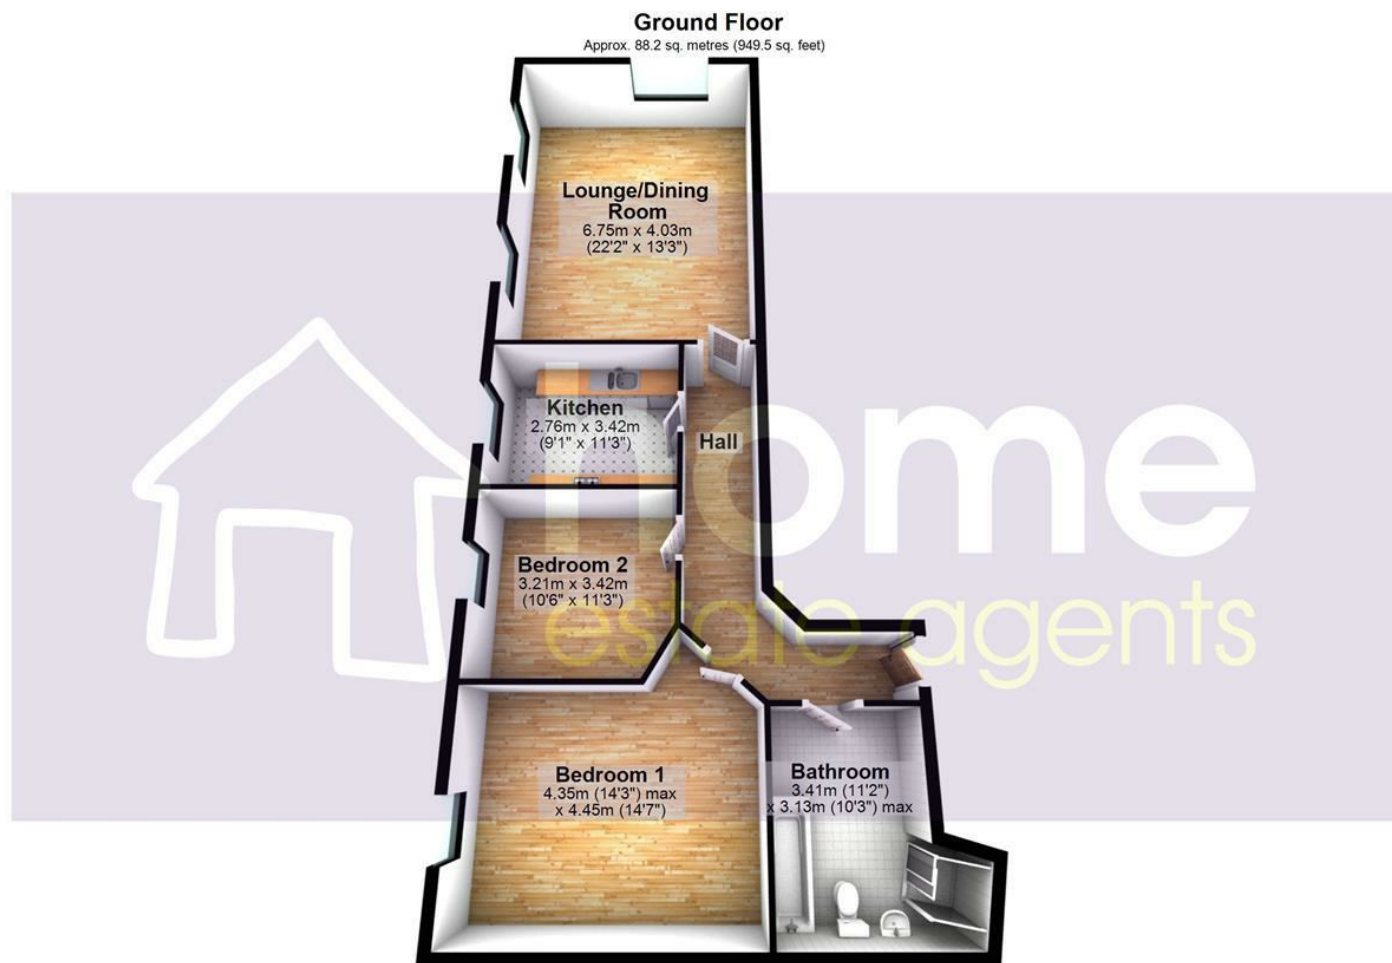 Ground Floor
Approx. 88.2 sq. metres (949.5 sq. feet)
Lounge/Dining
Room
6.75m x 4.03m
(22'2" x 13'3")
Kitchen
2.76m x 3.42m
(9'1" x 11'3")
Hall
home
Bedroom 2
3.21m x 3.42m
(10'6" x 11'3")
estate agents
Bedroom 1
4.35m (14'3") max
x 4.45m (14'7")
Bathroom
3.41m (11'2")
x 3.13m (10'3") max